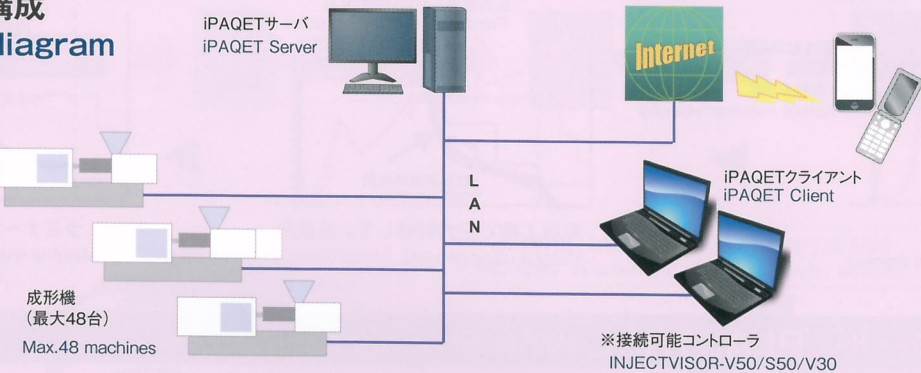 構成
diagram
iPAQETサーバ
iPAQET Server
Internet
LAN
iPAQETクライアント
iPAQET Client
成形機
(最大48台)
Max.48 machines
※接続可能コントローラ
INJECTVISOR-V50/S50/V30